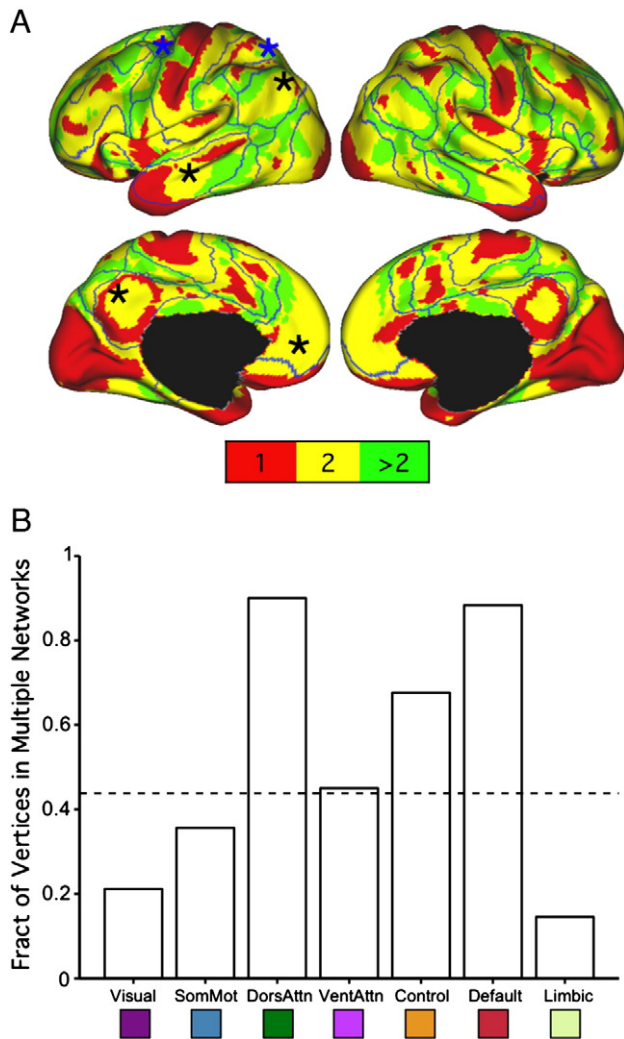 A
* *
*
*
*
*
1 2 >2
B
Fract of Vertices in Multiple Networks
1
0.8
0.6
0.4
0.2
0
Visual SomMot DorsAttn VentAttn Control Default Limbic